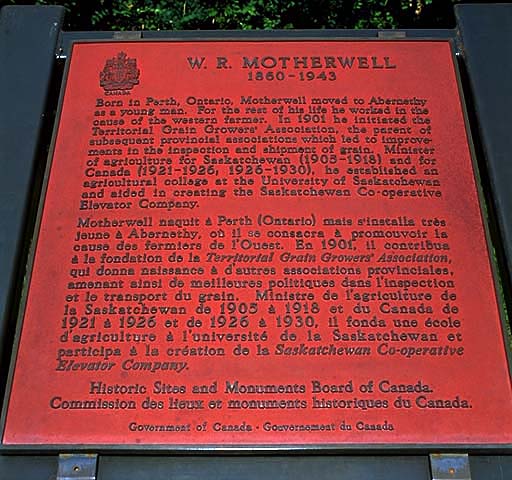 CANADA
W. R. MOTHERWELL
1860-1943
Born in Perth, Ontario, Motherwell moved to Abernethy
as a young man. For the rest of his life he worked in the
cause of the western farmer. In 1901 he initiated the
Territorial Grain Growers' Association, the parent of
subsequent provincial associations which led to improve-
ments in the inspection and shipment of grain. Minister
of agriculture for Saskatchewan (1905-1918) and for
Canada (1921-1926, 1926-1930), he established an
agricultural college at the University of Saskatchewan
and aided in creating the Saskatchewan Co-operative
Elevator Company.
Motherwell naquit à Perth (Ontario) mais s'installa très
jeune à Abernethy, où il se consacra à promouvoir la
cause des fermiers de l'Ouest. En 1901, il contribua
à la fondation de la Territorial Grain Growers' Association,
qui donna naissance à d'autres associations provinciales,
amenant ainsi de meilleures politiques dans l'inspection
et le transport du grain. Ministre de l'agriculture de
la Saskatchewan de 1905 à 1918 et du Canada de
1921 à 1926 et de 1926 à 1930, il fonda une école
d'agriculture à l'université de la Saskatchewan et
participa à la création de la Saskatchewan Co-operative
Elevator Company.
Historic Sites and Monuments Board of Canada.
Commission des lieux et monuments historiques du Canada.
Government of Canada - Gouvernement du Canada